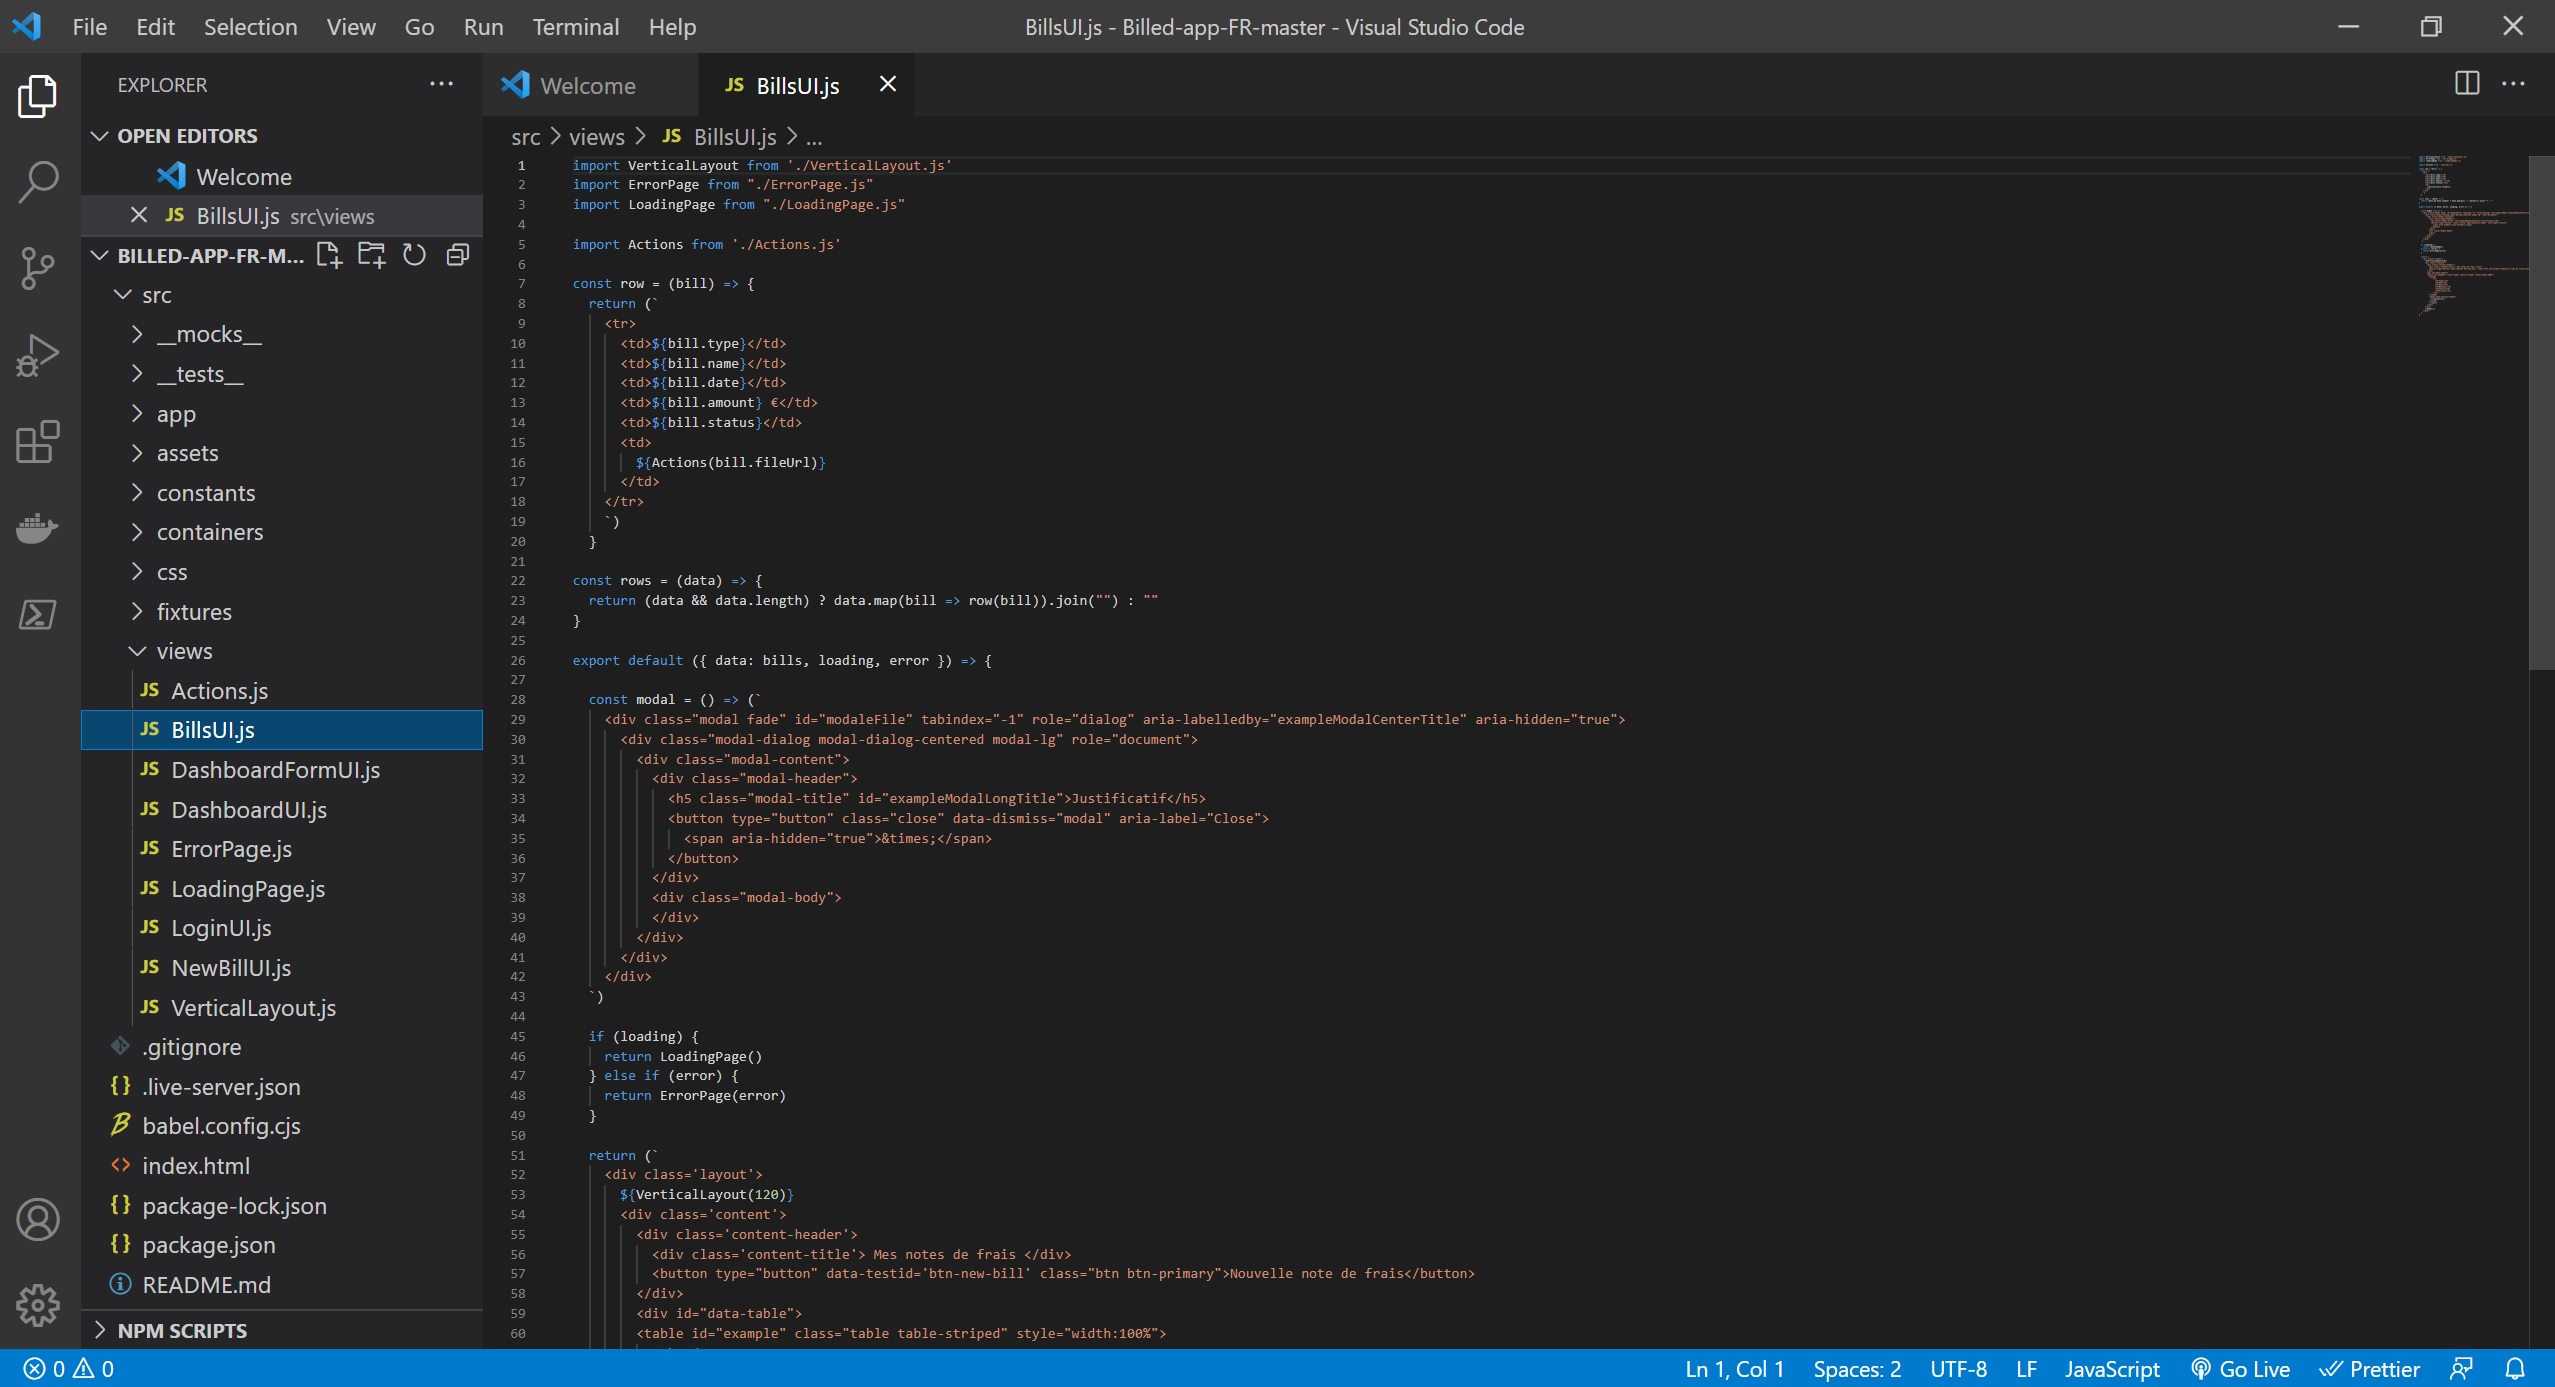 File Edit Selection View Go Run Terminal Help BillsUI.js - Billed-app-FR-master - Visual Studio Code
EXPLORER
OPEN EDITORS
Welcome
JS BillsUI.js src\views
BILLED-APP-FR-M...
src
__mocks__
__tests__
app
assets
constants
containers
css
fixtures
views
JS Actions.js
JS BillsUI.js
JS DashboardFormUI.js
JS DashboardUI.js
JS ErrorPage.js
JS LoadingPage.js
JS LoginUI.js
JS NewBillUI.js
JS VerticalLayout.js
.gitignore
{} .live-server.json
babel.config.cjs
<> index.html
{} package-lock.json
{} package.json
README.md
NPM SCRIPTS
Welcome JS BillsUI.js
src > views > JS BillsUI.js > ...
1 import VerticalLayout from './VerticalLayout.js'
2 import ErrorPage from "./ErrorPage.js"
3 import LoadingPage from "./LoadingPage.js"
4
5 import Actions from './Actions.js'
6
7 const row = (bill) => {
8 return (`
9 <tr>
10 <td>${bill.type}</td>
11 <td>${bill.name}</td>
12 <td>${bill.date}</td>
13 <td>${bill.amount} €</td>
14 <td>${bill.status}</td>
15 <td>
16 ${Actions(bill.fileUrl)}
17 </td>
18 </tr>
19 `)
20 }
21
22 const rows = (data) => {
23 return (data && data.length) ? data.map(bill => row(bill)).join("") : ""
24 }
25
26 export default ({ data: bills, loading, error }) => {
27
28 const modal = () => (`
29 <div class="modal fade" id="modaleFile" tabindex="-1" role="dialog" aria-labelledby="exampleModalCenterTitle" aria-hidden="true">
30 <div class="modal-dialog modal-dialog-centered modal-lg" role="document">
31 <div class="modal-content">
32 <div class="modal-header">
33 <h5 class="modal-title" id="exampleModalLongTitle">Justificatif</h5>
34 <button type="button" class="close" data-dismiss="modal" aria-label="Close">
35 <span aria-hidden="true">&times;</span>
36 </button>
37 </div>
38 <div class="modal-body">
39 </div>
40 </div>
41 </div>
42 </div>
43 `)
44
45 if (loading) {
46 return LoadingPage()
47 } else if (error) {
48 return ErrorPage(error)
49 }
50
51 return (`
52 <div class='layout'>
53 ${VerticalLayout(120)}
54 <div class='content'>
55 <div class='content-header'>
56 <div class='content-title'> Mes notes de frais </div>
57 <button type="button" data-testid='btn-new-bill' class="btn btn-primary">Nouvelle note de frais</button>
58 </div>
59 <div id="data-table">
60 <table id="example" class="table table-striped" style="width:100%">
0 0 Ln 1, Col 1 Spaces: 2 UTF-8 LF JavaScript Go Live Prettier